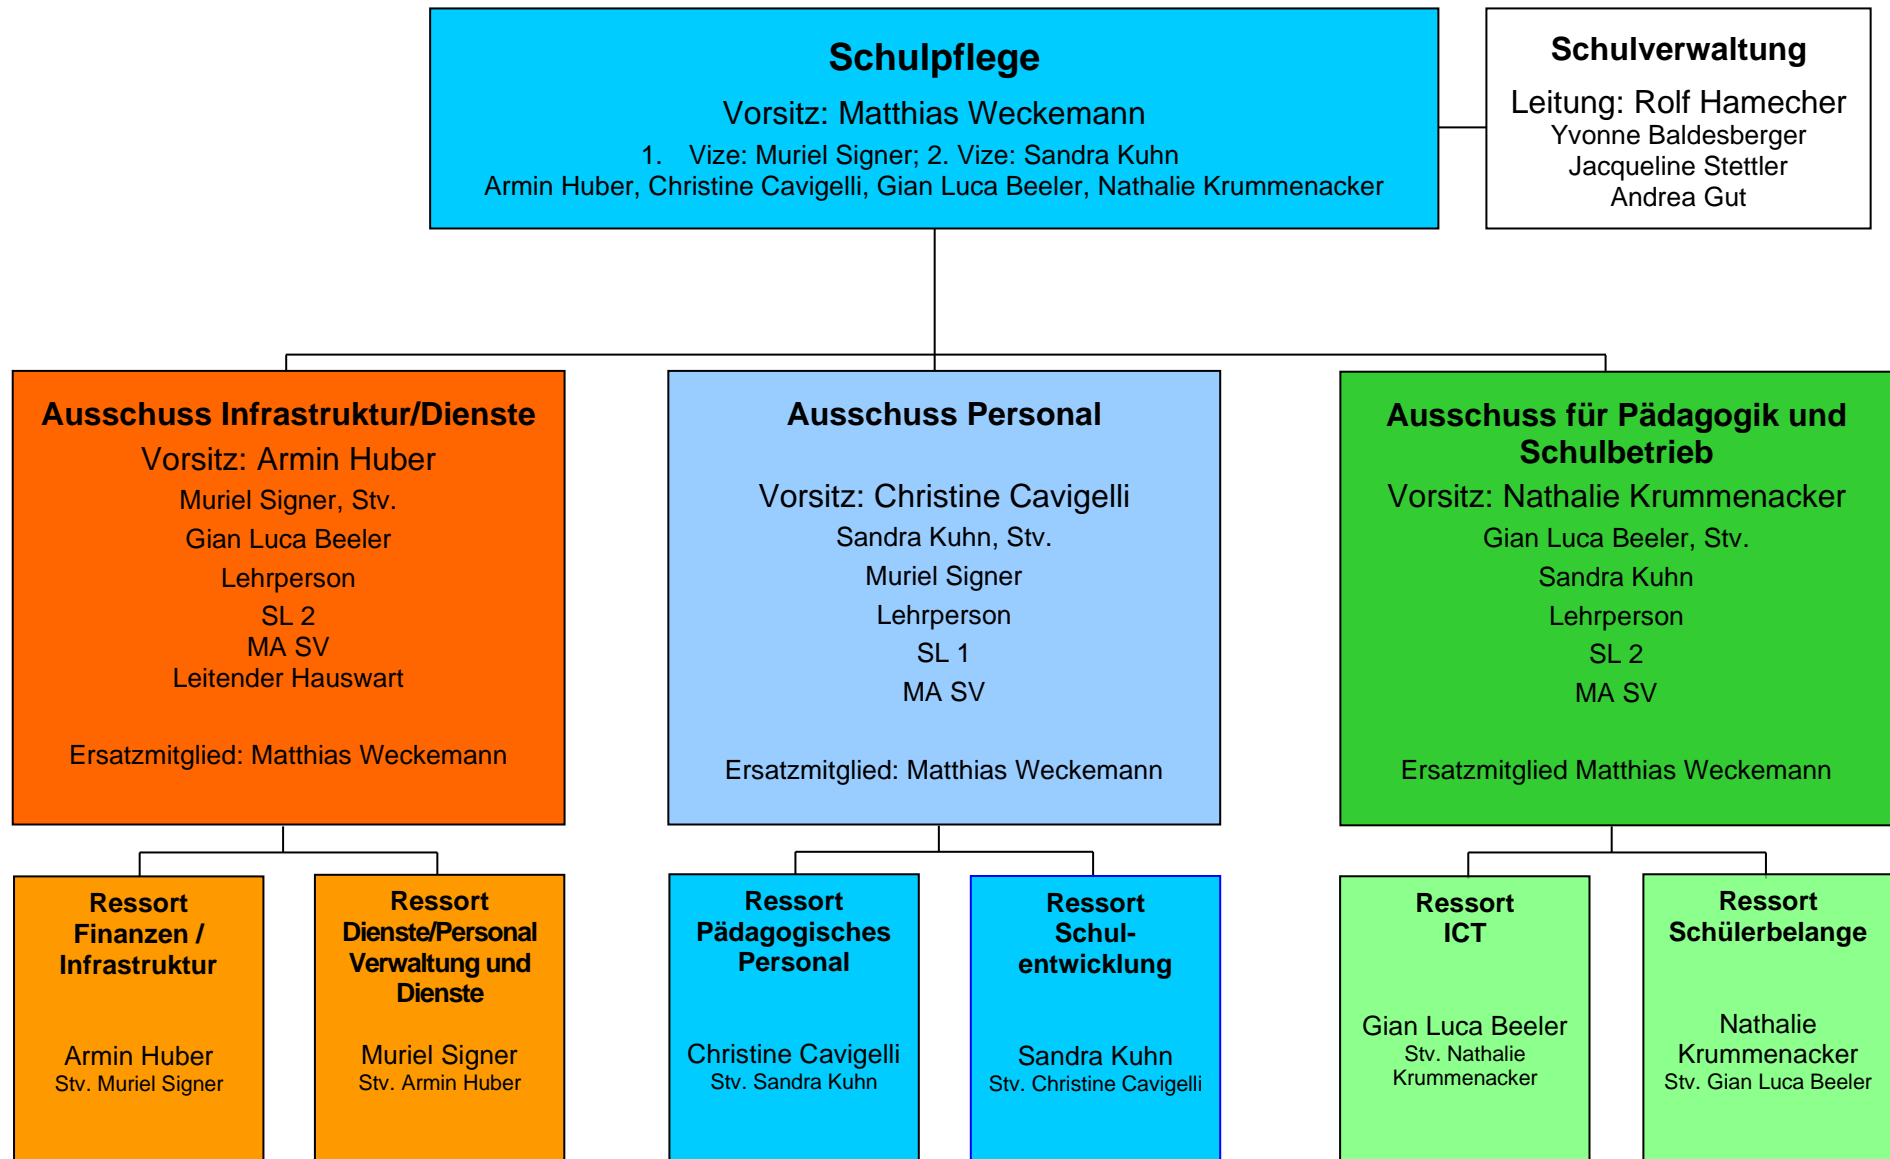 Schulpflege
Vorsitz: Matthias Weckemann
1. Vize: Muriel Signer; 2. Vize: Sandra Kuhn
Armin Huber, Christine Cavigelli, Gian Luca Beeler, Nathalie Krummenacker
Schulverwaltung
Leitung: Rolf Hamecher
Yvonne Baldesberger
Jacqueline Stettler
Andrea Gut
Ausschuss Infrastruktur/Dienste
Vorsitz: Armin Huber
Muriel Signer, Stv.
Gian Luca Beeler
Lehrperson
SL 2
MA SV
Leitender Hauswart
Ersatzmitglied: Matthias Weckemann
Ausschuss Personal
Vorsitz: Christine Cavigelli
Sandra Kuhn, Stv.
Muriel Signer
Lehrperson
SL 1
MA SV
Ersatzmitglied: Matthias Weckemann
Ausschuss für Pädagogik und
Schulbetrieb
Vorsitz: Nathalie Krummenacker
Gian Luca Beeler, Stv.
Sandra Kuhn
Lehrperson
SL 2
MA SV
Ersatzmitglied Matthias Weckemann
Ressort
Finanzen /
Infrastruktur
Armin Huber
Stv. Muriel Signer
Ressort
Dienste/Personal
Verwaltung und
Dienste
Muriel Signer
Stv. Armin Huber
Ressort
Pädagogisches
Personal
Christine Cavigelli
Stv. Sandra Kuhn
Ressort
Schul-
entwicklung
Sandra Kuhn
Stv. Christine Cavigelli
Ressort
ICT
Gian Luca Beeler
Stv. Nathalie
Krummenacker
Ressort
Schülerbelange
Nathalie
Krummenacker
Stv. Gian Luca Beeler